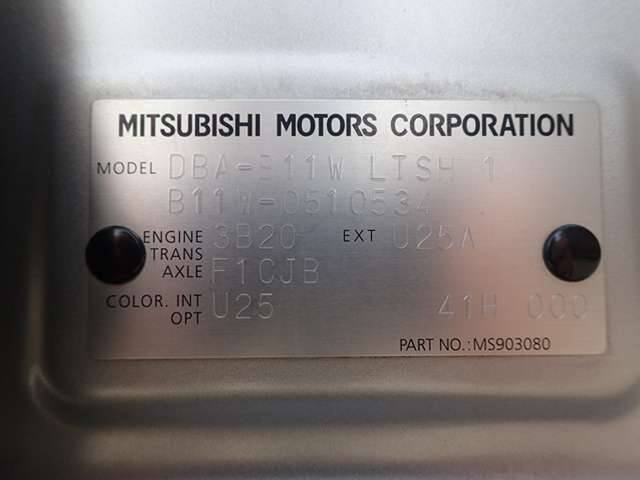 MITSUBISHI MOTORS CORPORATION
MODEL DBA-B11W LTSH 1
B11W-0510534
ENGINE 3B20 EXT U25A
TRANS
AXLE F1CJB
COLOR. INT U25 41H 000
OPT
PART NO.: MS903080